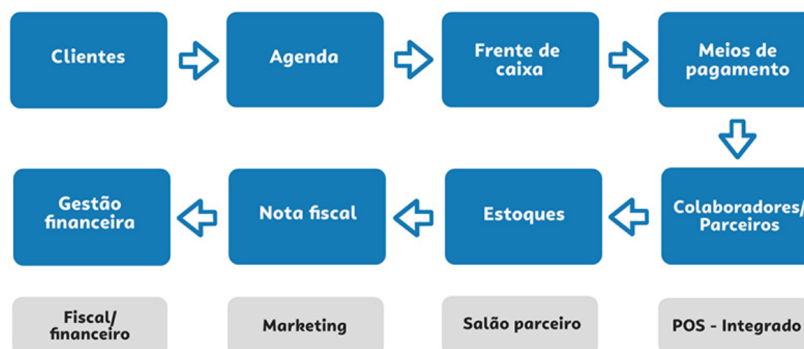 Clientes
Agenda
Frente de
caixa
Meios de
pagamento
Gestão
financeira
Nota fiscal
Estoques
Colaboradores/
Parceiros
Fiscal/
financeiro
Marketing
Salão parceiro
POS - Integrado